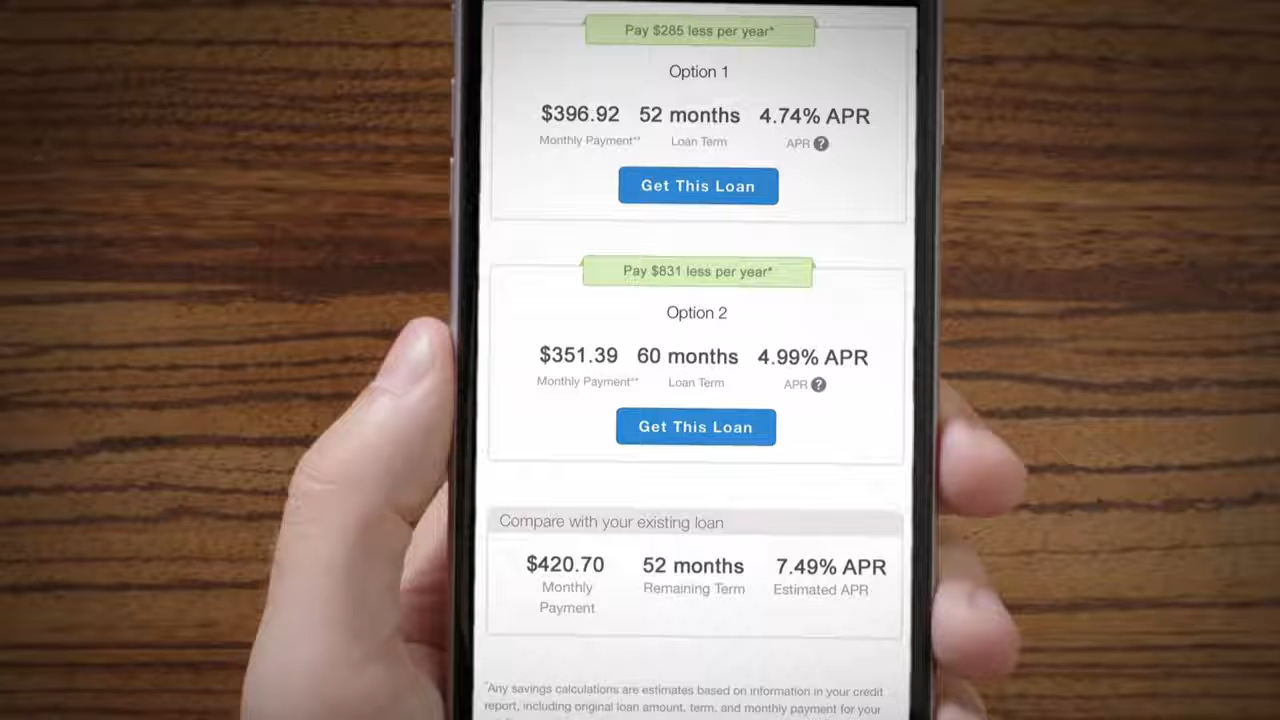 Pay $285 less per year*
Option 1
$396.92 52 months 4.74% APR
Monthly Payment** Loan Term APR ?
Get This Loan
Pay $831 less per year*
Option 2
$351.39 60 months 4.99% APR
Monthly Payment** Loan Term APR ?
Get This Loan
Compare with your existing loan
$420.70 52 months 7.49% APR
Monthly Remaining Term Estimated APR
Payment
*Any savings calculations are estimates based on information in your credit
report, including original loan amount, term, and monthly payment for your